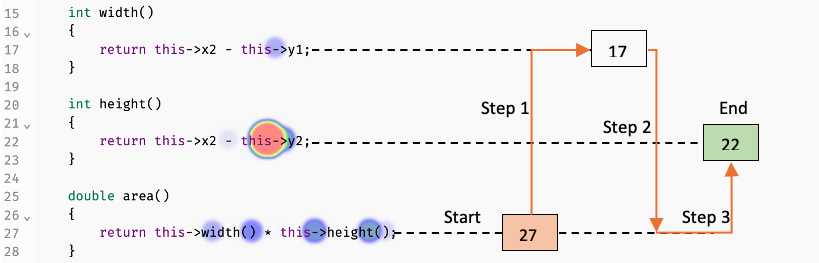 15 int width()
16 {
17 return this->x2 - this->y1; 17
18 }
19
20 int height() Step 1 End
21 { Step 2
22 return this->x2 - this->y2; 22
23 }
24
25 double area()
26 { Start Step 3
27 return this->width() * this->height(); 27
28 }